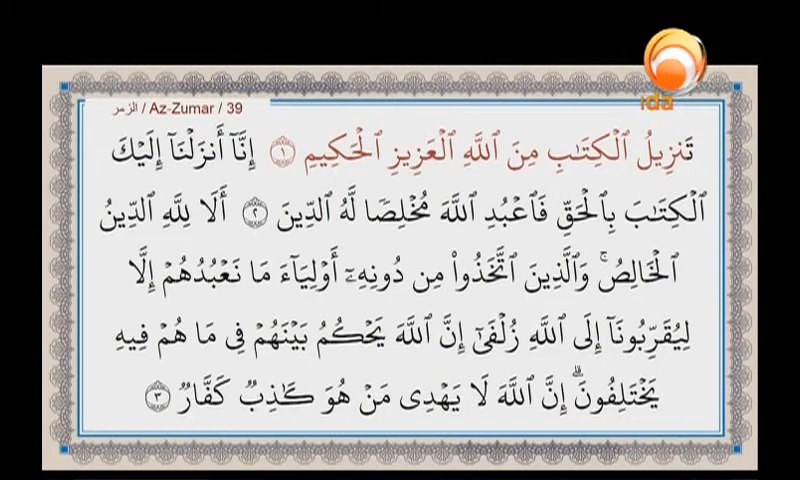 الزمر / Az-Zumar / 39
ida
تَنزِيلُ ٱلْكِتَٰبِ مِنَ ٱللَّهِ ٱلْعَزِيزِ ٱلْحَكِيمِ ١ إِنَّآ أَنزَلْنَآ إِلَيْكَ
ٱلْكِتَٰبَ بِٱلْحَقِّ فَٱعْبُدِ ٱللَّهَ مُخْلِصًا لَّهُ ٱلدِّينَ ٢ أَلَا لِلَّهِ ٱلدِّينُ
ٱلْخَالِصُ ۚ وَٱلَّذِينَ ٱتَّخَذُوا۟ مِن دُونِهِۦٓ أَوْلِيَآءَ مَا نَعْبُدُهُمْ إِلَّا
لِيُقَرِّبُونَآ إِلَى ٱللَّهِ زُلْفَىٰٓ إِنَّ ٱللَّهَ يَحْكُمُ بَيْنَهُمْ فِى مَا هُمْ فِيهِ
يَخْتَلِفُونَ ۗ إِنَّ ٱللَّهَ لَا يَهْدِى مَنْ هُوَ كَٰذِبٌ كَفَّارٌ ٣